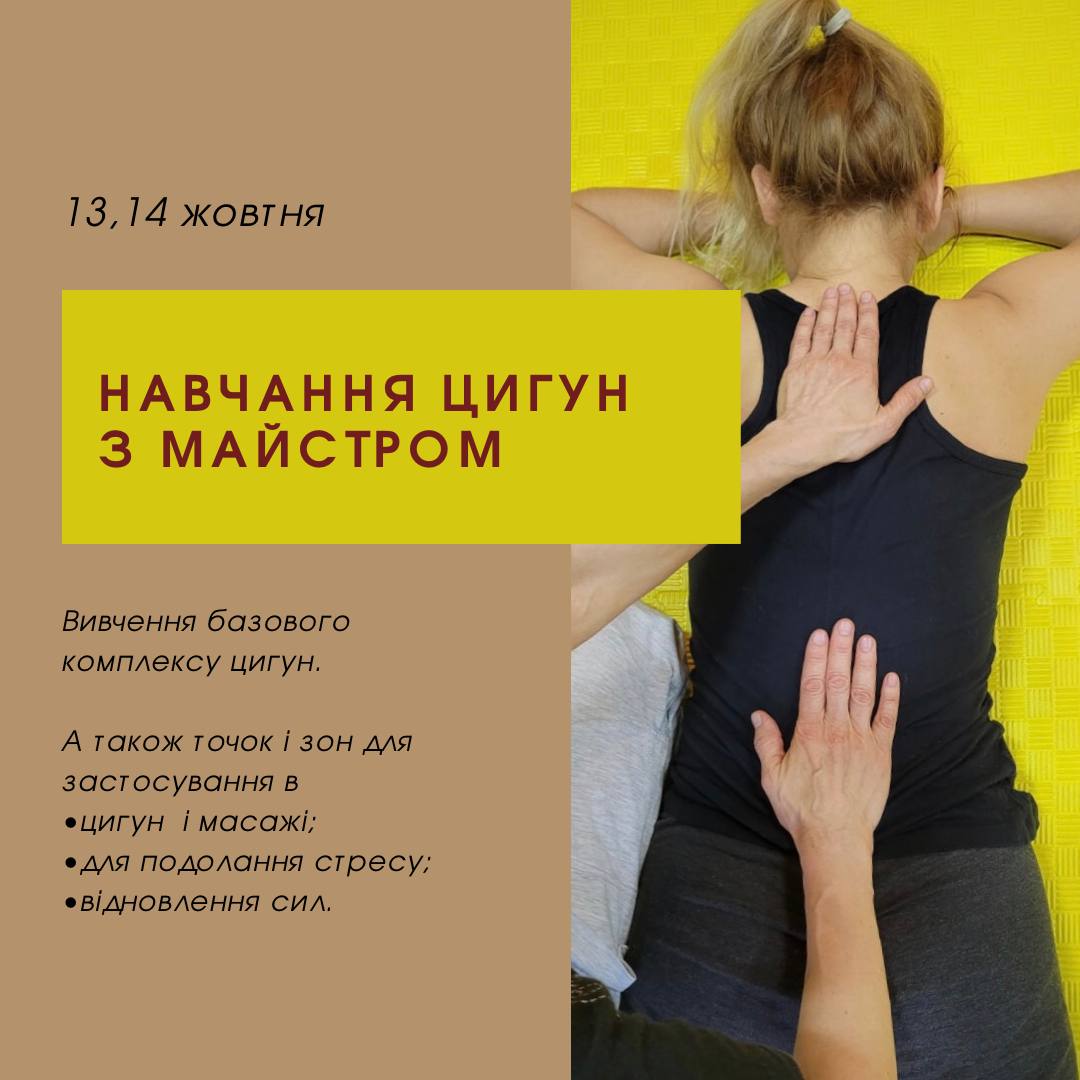 13,14 жовтня
НАВЧАННЯ ЦИГУН
З МАЙСТРОМ
Вивчення базового
комплексу цигун.
А також точок і зон для
застосування в
•цигун і масажі;
•для подолання стресу;
•відновлення сил.